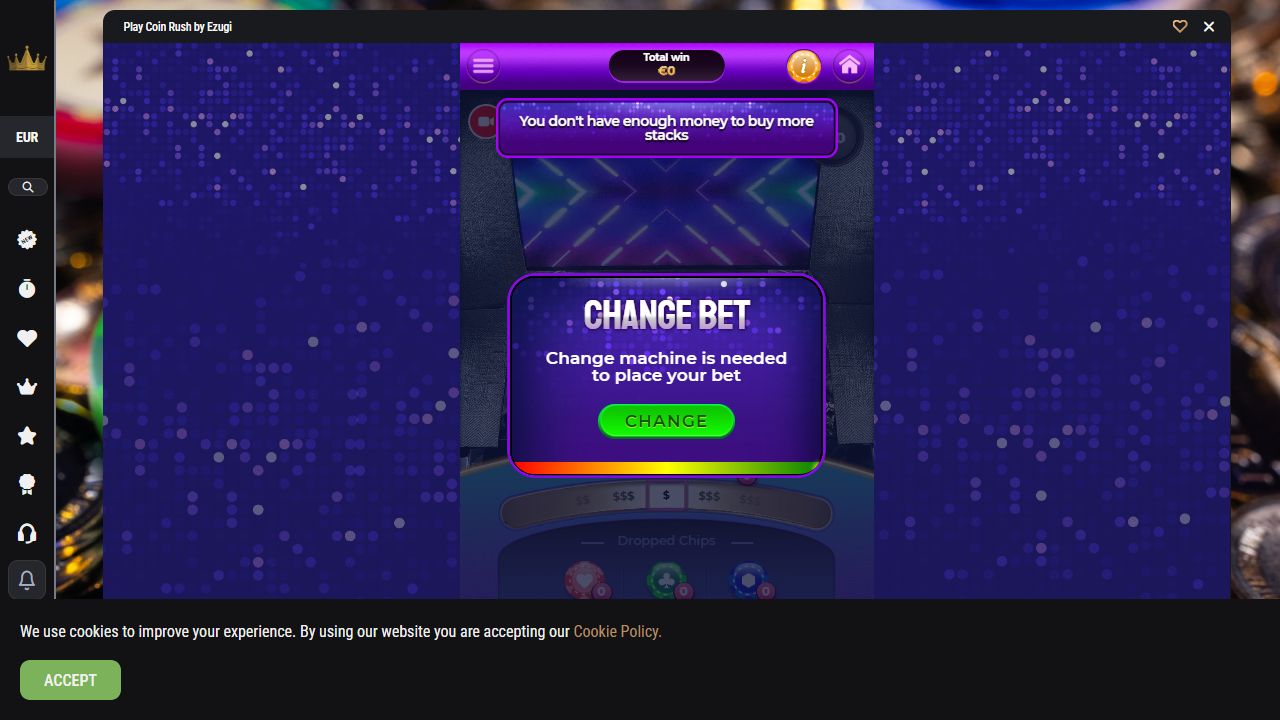 Play Coin Rush by Ezugi
EUR
NEW
Total win
€0
i
You don't have enough money to buy more
stacks
CHANGE BET
Change machine is needed
to place your bet
CHANGE
$$ $$$ $ $$$ $$$
Dropped Chips
0 0 0
We use cookies to improve your experience. By using our website you are accepting our Cookie Policy.
ACCEPT